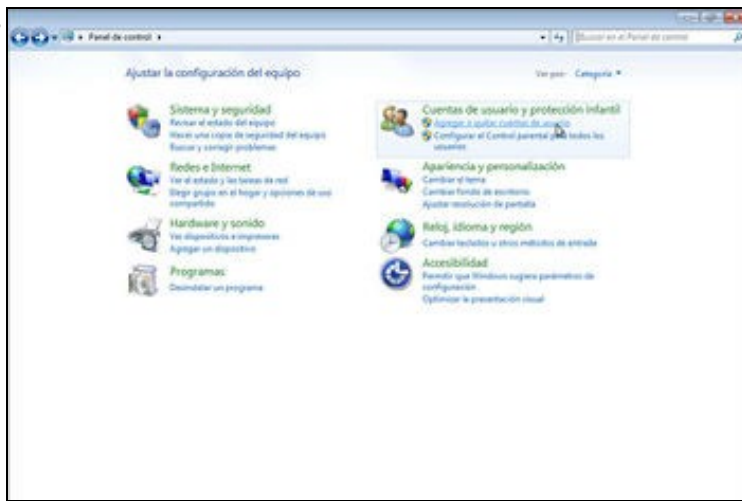 Panel de control
Buscar en el Panel de control
Ajustar la configuración del equipo
Ver por: Categoría
Sistema y seguridad
Revisar el estado del equipo
Hacer una copia de seguridad del equipo
Buscar y corregir problemas
Redes e Internet
Ver el estado y las tareas de red
Elegir grupo en el hogar y opciones de uso
compartido
Hardware y sonido
Ver dispositivos e impresoras
Agregar un dispositivo
Programas
Desinstalar un programa
Cuentas de usuario y protección infantil
Agregar o quitar cuentas de usuario
Configurar el Control parental para todos los
usuarios
Apariencia y personalización
Cambiar el tema
Cambiar fondo de escritorio
Ajustar resolución de pantalla
Reloj, idioma y región
Cambiar teclados u otros métodos de entrada
Accesibilidad
Permitir que Windows sugiera parámetros de
configuración
Optimizar la presentación visual